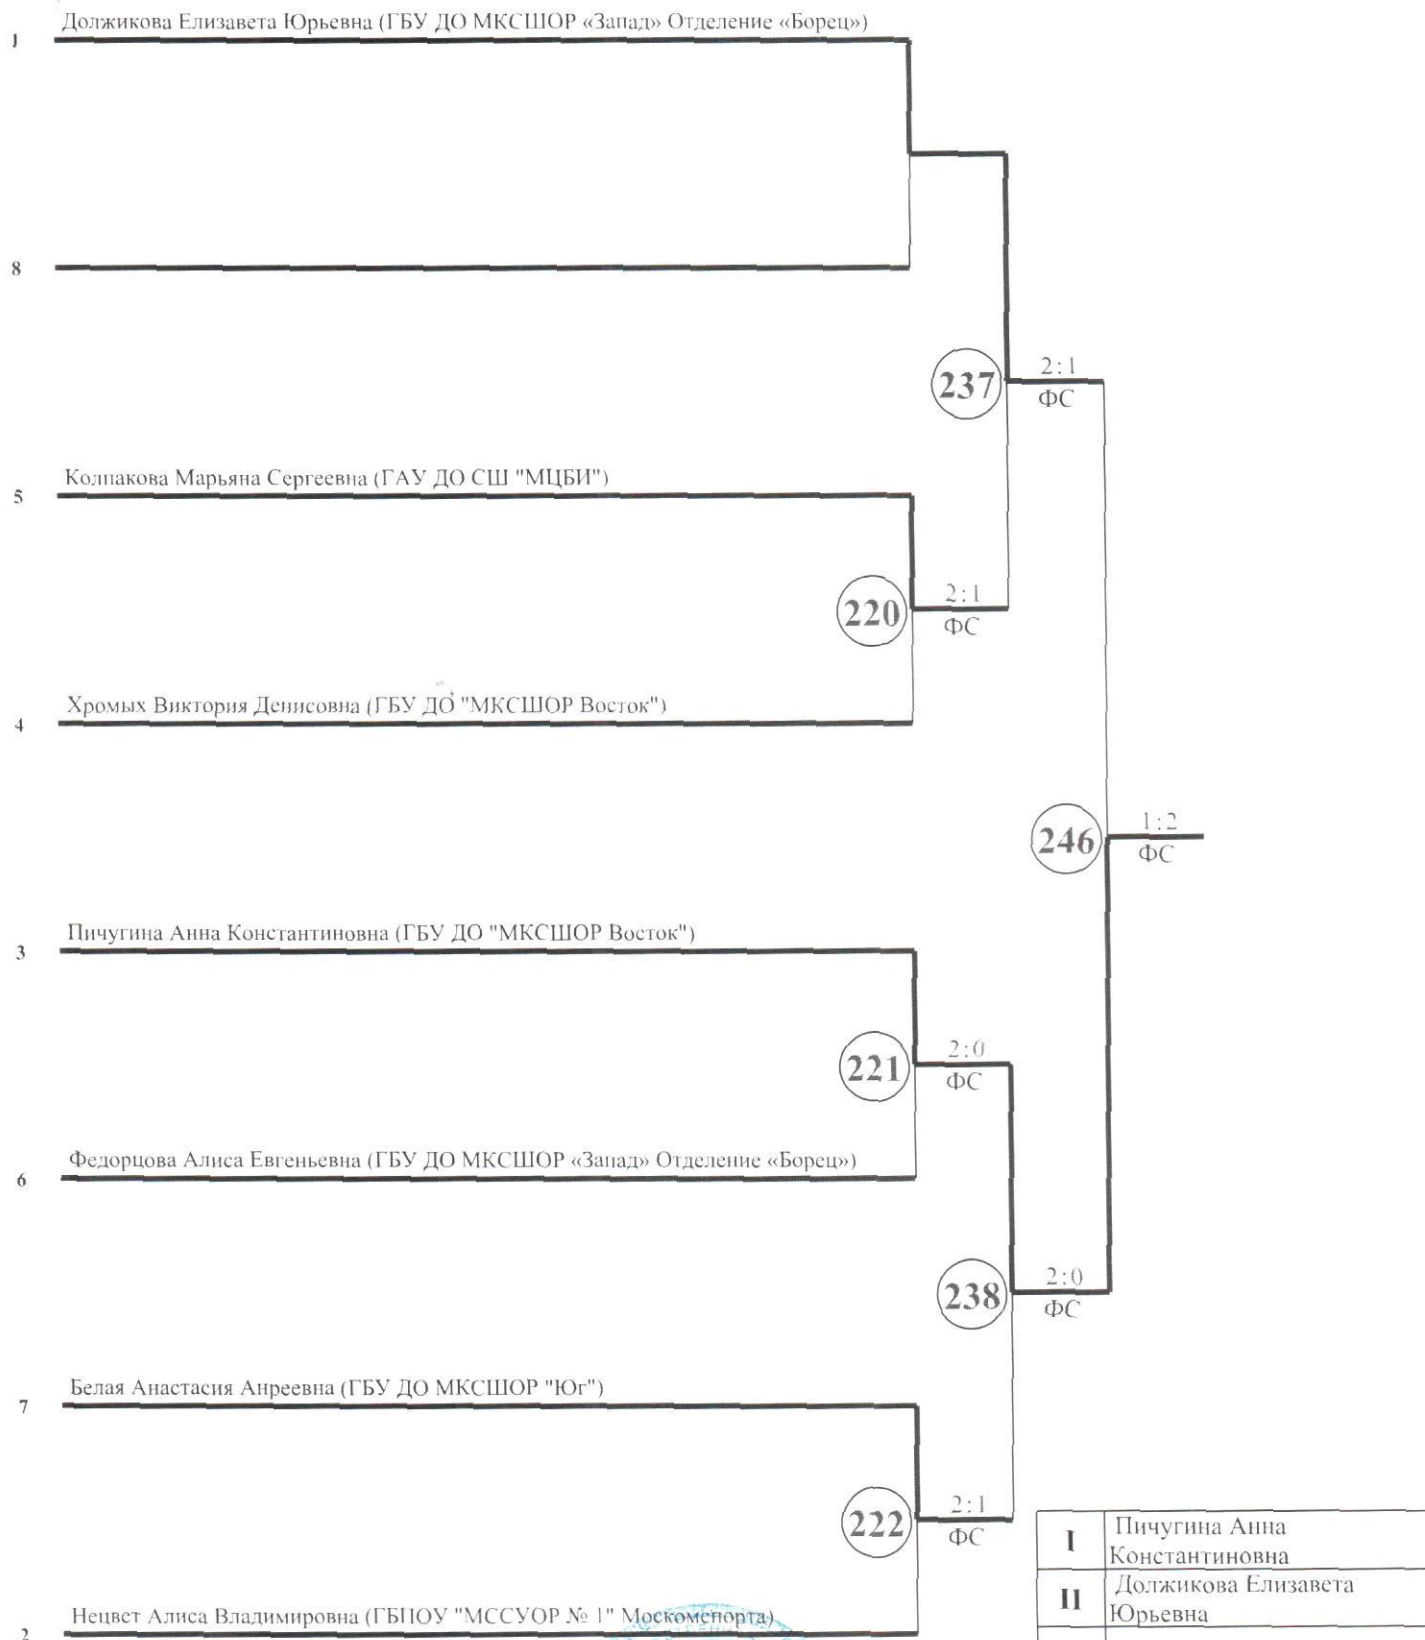 Должикова Елизавета Юрьевна (ГБУ ДО МКСШОР «Запад» Отделение «Борец»)
1
8
237
2:1
ФС
Колпакова Марьяна Сергеевна (ГАУ ДО СШ "МЦБИ")
5
220
2:1
ФС
Хромых Виктория Денисовна (ГБУ ДО "МКСШОР Восток")
4
246
1:2
ФС
Пичугина Анна Константиновна (ГБУ ДО "МКСШОР Восток")
3
221
2:0
ФС
Федорцова Алиса Евгеньевна (ГБУ ДО МКСШОР «Запад» Отделение «Борец»)
6
238
2:0
ФС
Белая Анастасия Анреевна (ГБУ ДО МКСШОР "Юг")
7
222
2:1
ФС
Нецвет Алиса Владимировна (ГБПОУ "МССУОР № 1" Москомспорта)
2
I Пичугина Анна
Константиновна
II Должикова Елизавета
Юрьевна